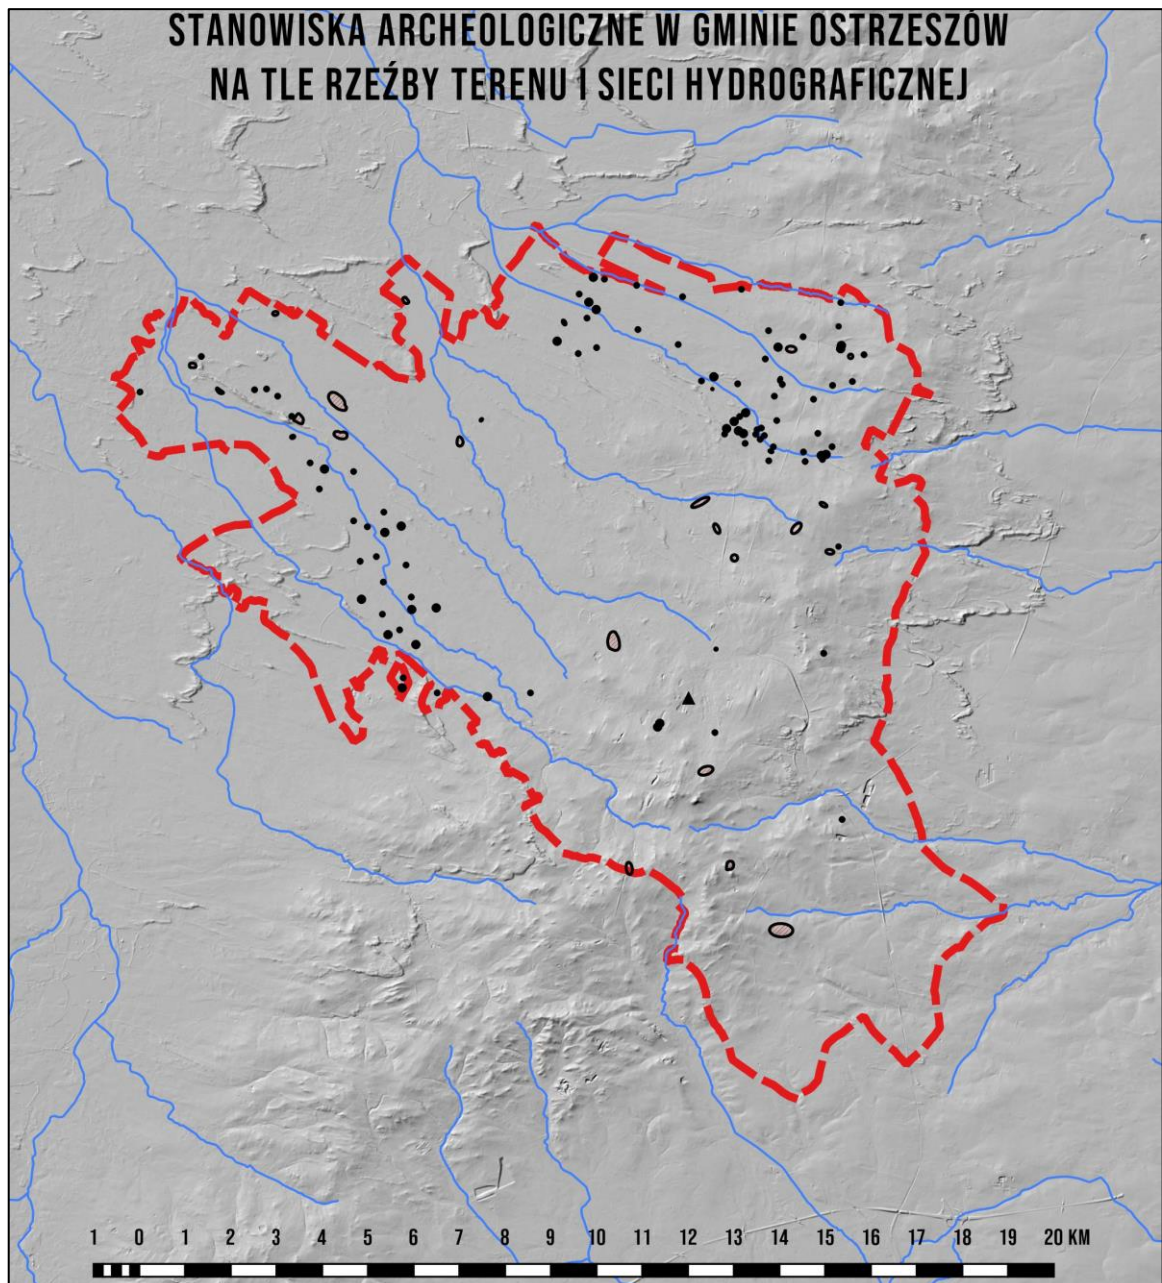 STANOWISKA ARCHEOLOGICZNE W GMINIE OSTRZESZÓW
NA TLE RZEŹBY TERENU I SIECI HYDROGRAFICZNEJ
1 0 1 2 3 4 5 6 7 8 9 10 11 12 13 14 15 16 17 18 19 20 KM